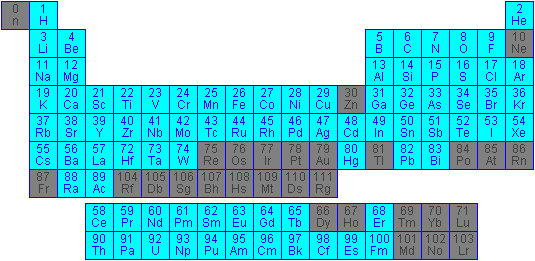 0 1 2
n H He
3 4 5 6 7 8 9 10
Li Be B C N O F Ne
11 12 13 14 15 16 17 18
Na Mg Al Si P S Cl Ar
19 20 21 22 23 24 25 26 27 28 29 30 31 32 33 34 35 36
K Ca Sc Ti V Cr Mn Fe Co Ni Cu Zn Ga Ge As Se Br Kr
37 38 39 40 41 42 43 44 45 46 47 48 49 50 51 52 53 54
Rb Sr Y Zr Nb Mo Tc Ru Rh Pd Ag Cd In Sn Sb Te I Xe
55 56 57 72 73 74 75 76 77 78 79 80 81 82 83 84 85 86
Cs Ba La Hf Ta W Re Os Ir Pt Au Hg Tl Pb Bi Po At Rn
87 88 89 104 105 106 107 108 109 110 111
Fr Ra Ac Rf Db Sg Bh Hs Mt Ds Rg
58 59 60 61 62 63 64 65 66 67 68 69 70 71
Ce Pr Nd Pm Sm Eu Gd Tb Dy Ho Er Tm Yb Lu
90 91 92 93 94 95 96 97 98 99 100 101 102 103
Th Pa U Np Pu Am Cm Bk Cf Es Fm Md No Lr